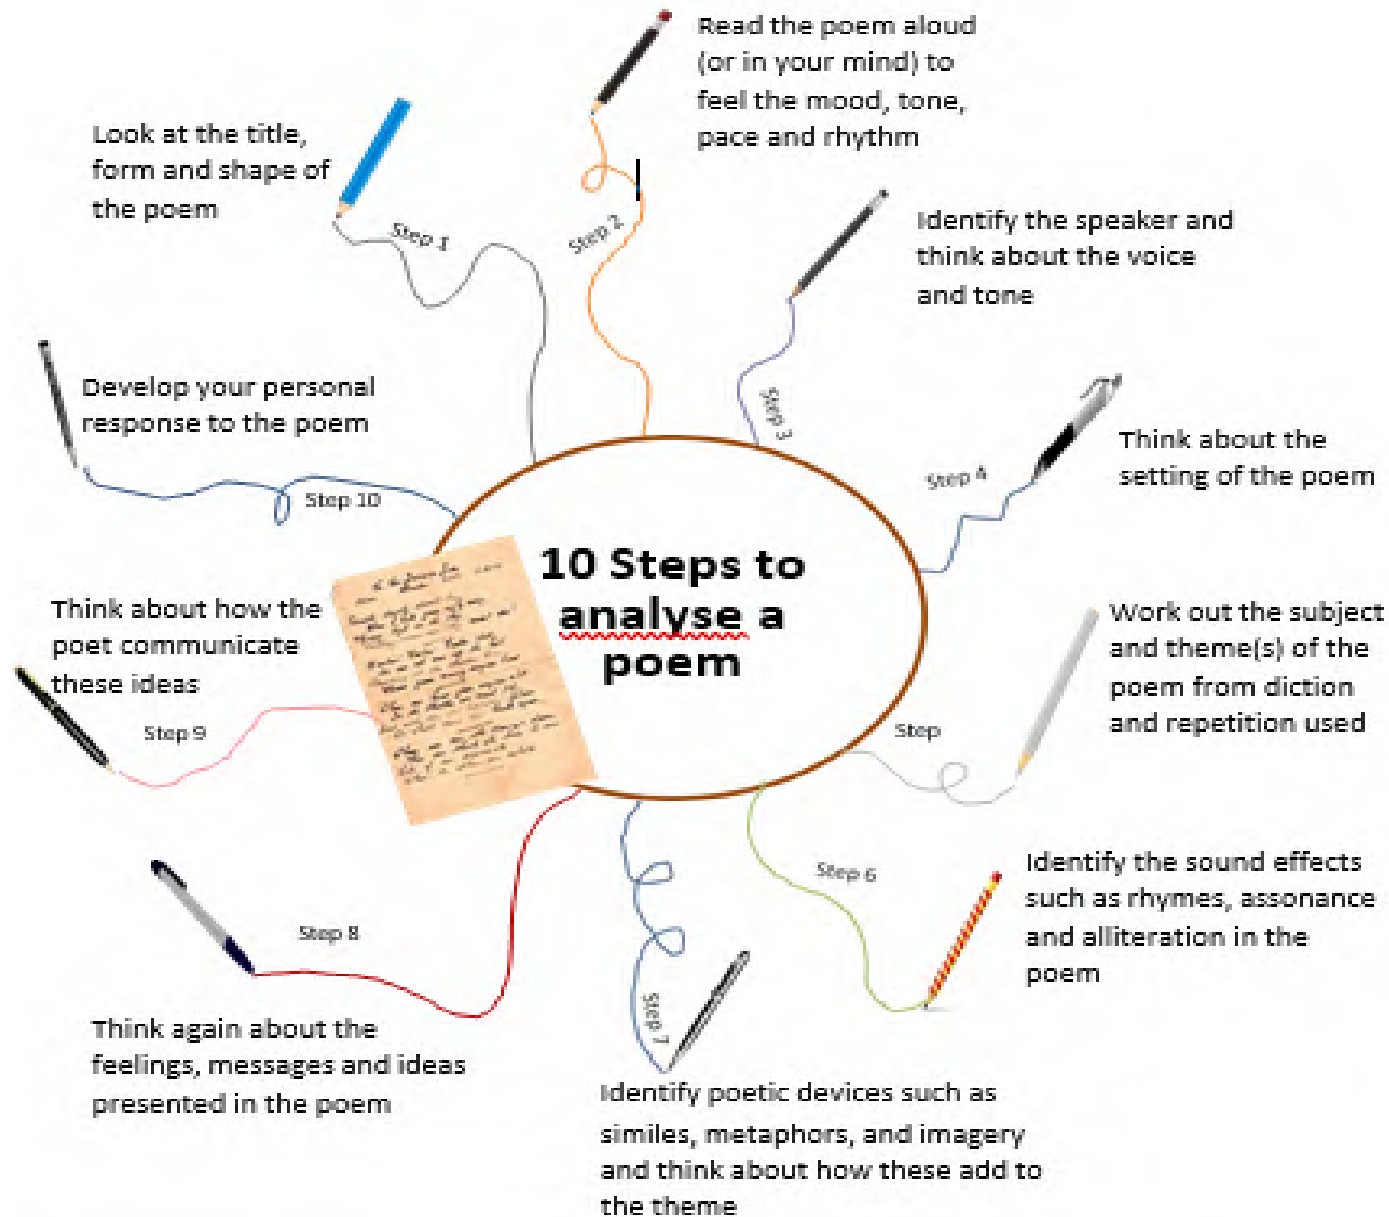 Read the poem aloud
(or in your mind) to
feel the mood, tone,
pace and rhythm
Look at the title,
form and shape of
the poem
Step 1
Step 2
Identify the speaker and
think about the voice
and tone
Step 3
Think about the
setting of the poem
Step 4
Develop your personal
response to the poem
Step 10
10 Steps to
analyse a
poem
Work out the subject
and theme(s) of the
poem from diction
and repetition used
Step
Think about how the
poet communicate
these ideas
Step 9
Identify the sound effects
such as rhymes, assonance
and alliteration in the
poem
Step 6
Step 8
Think again about the
feelings, messages and ideas
presented in the poem
Step 7
Identify poetic devices such as
similes, metaphors, and imagery
and think about how these add to
the theme